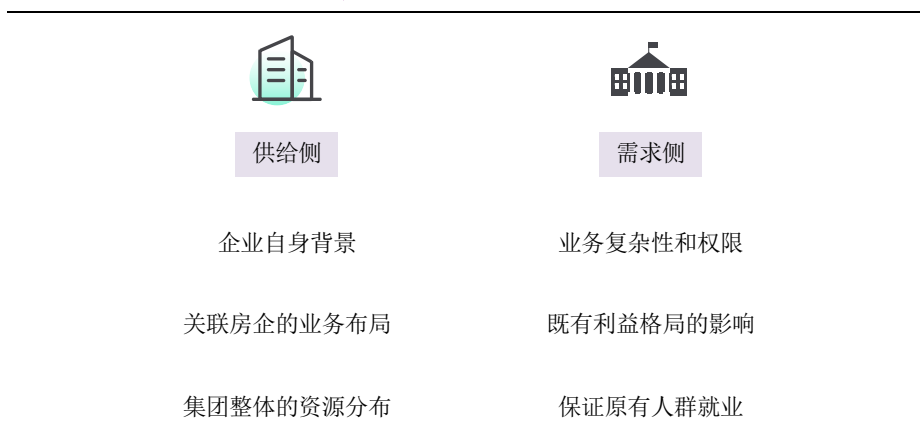 供给侧
需求侧
企业自身背景
业务复杂性和权限
关联房企的业务布局
既有利益格局的影响
集团整体的资源分布
保证原有人群就业